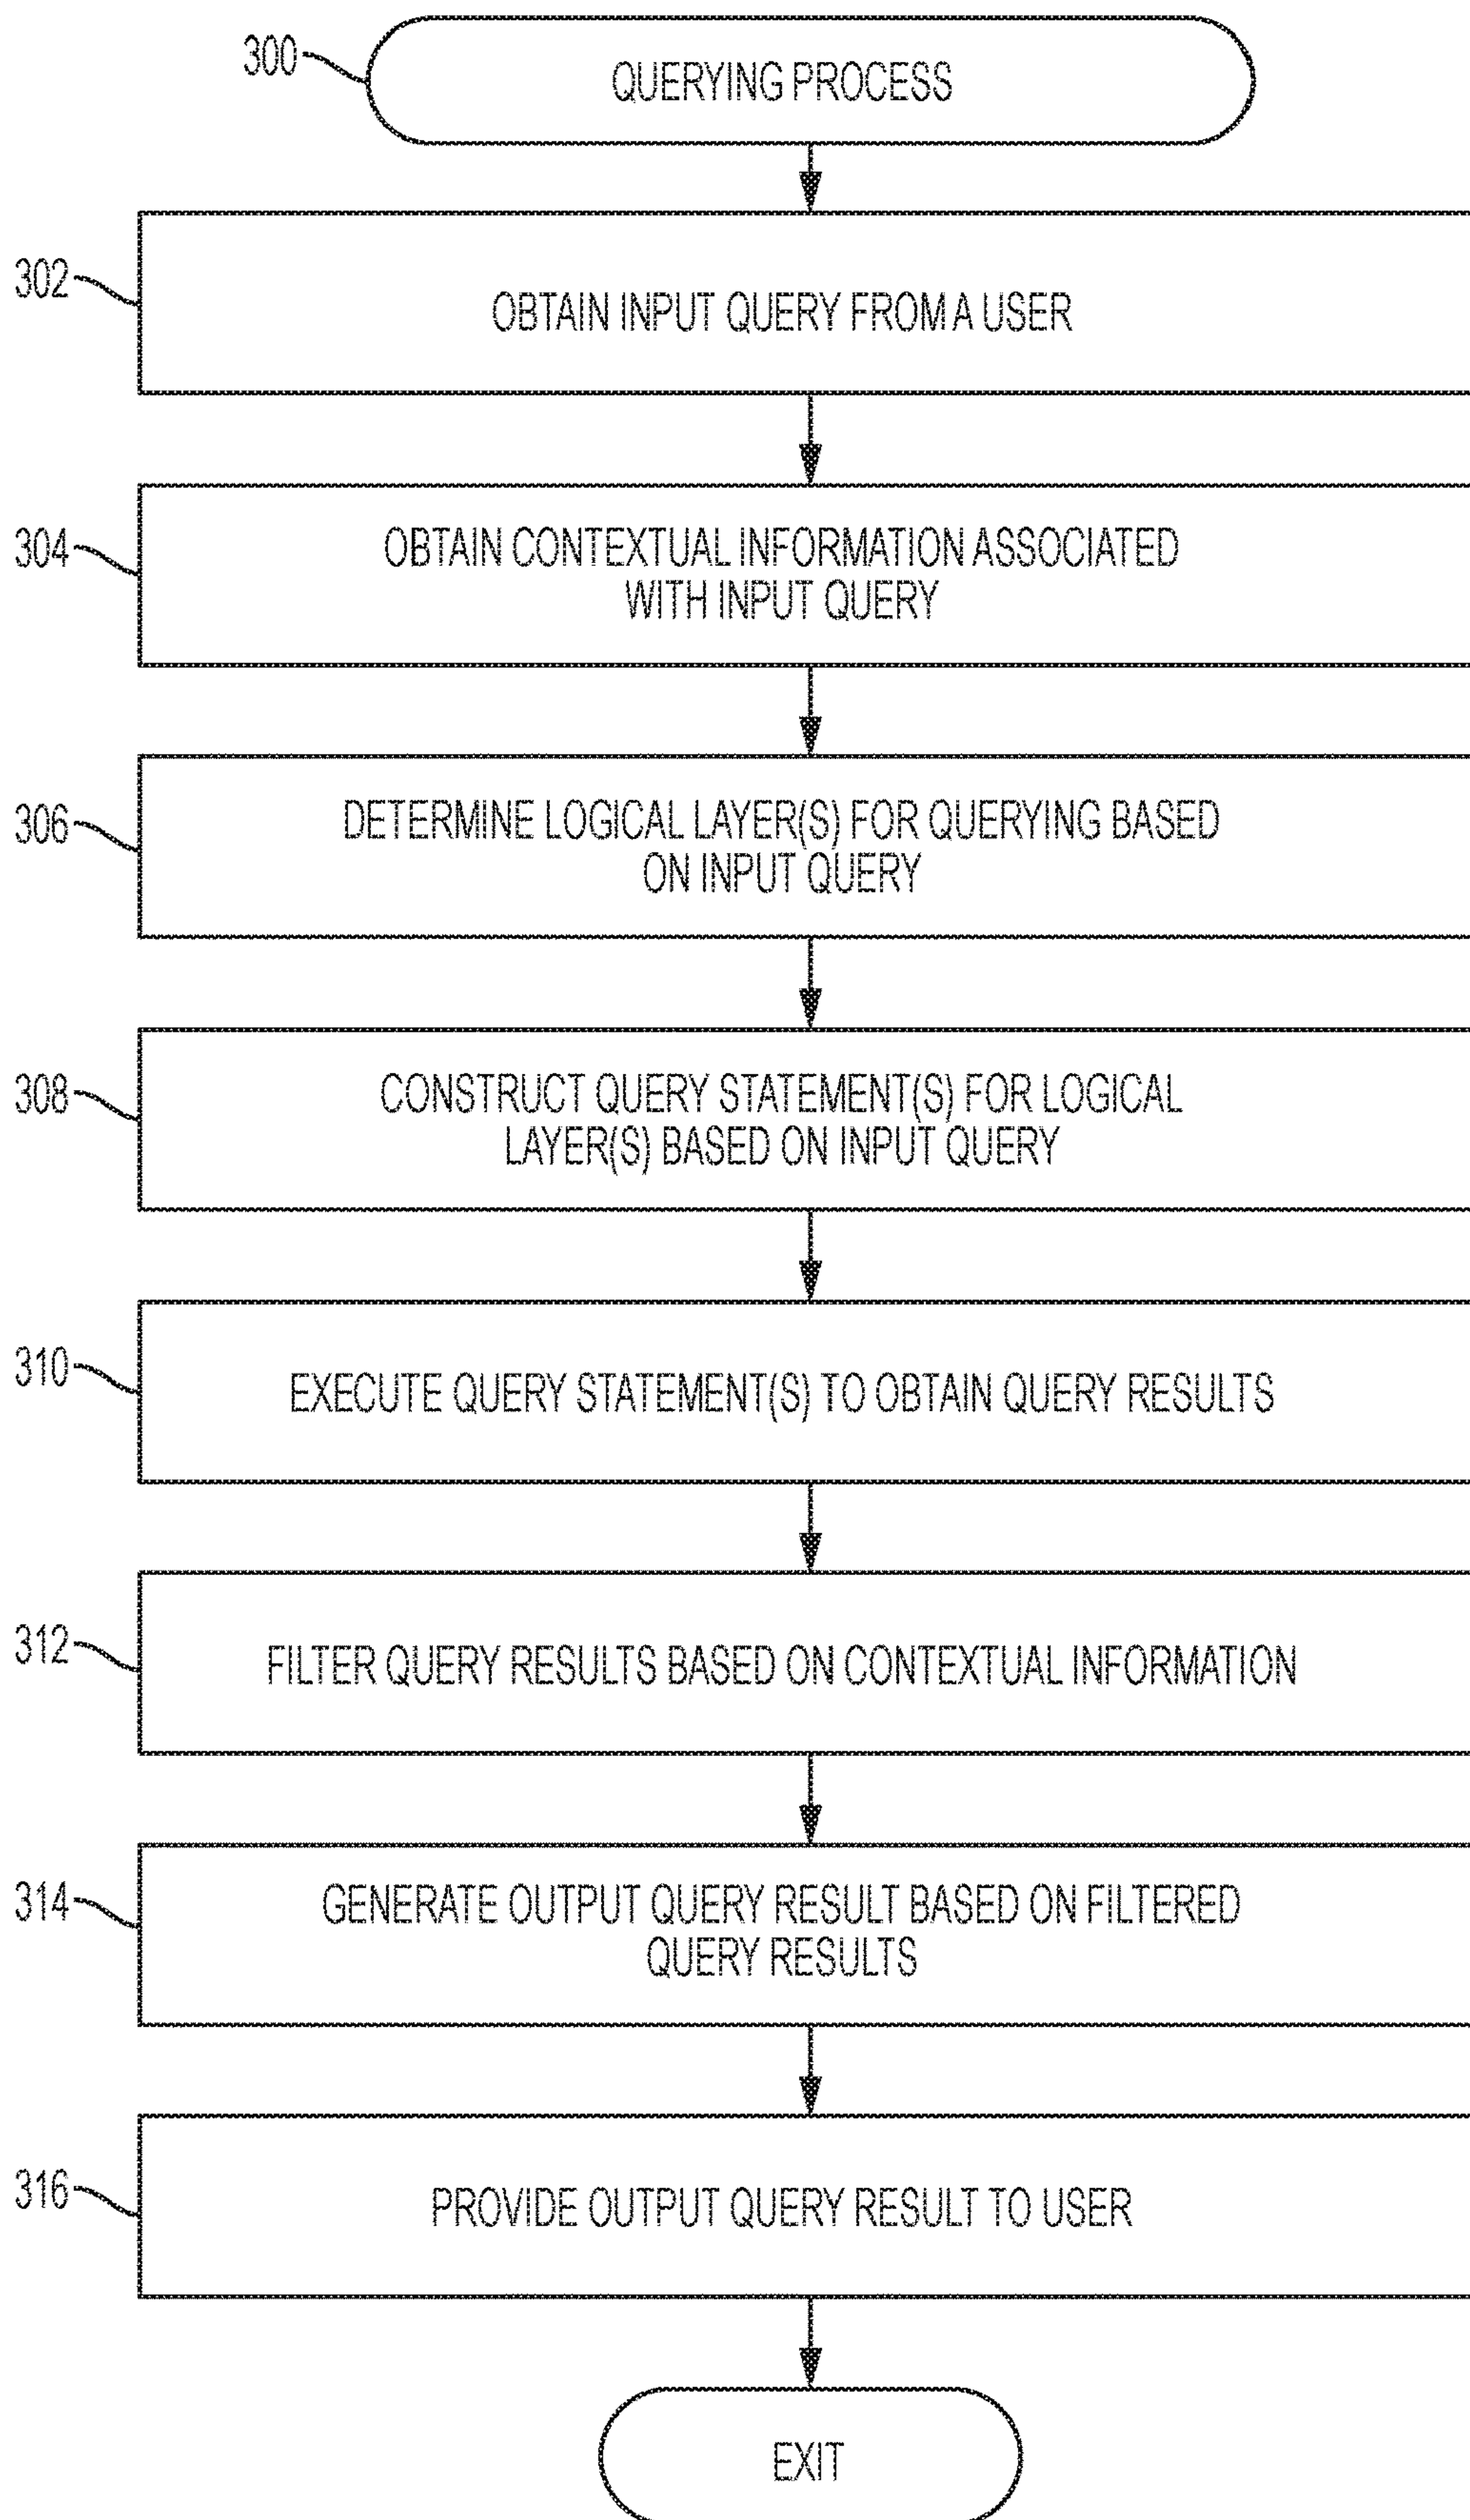 300
QUERYING PROCESS
302
OBTAIN INPUT QUERY FROM A USER
304
OBTAIN CONTEXTUAL INFORMATION ASSOCIATED
WITH INPUT QUERY
306
DETERMINE LOGICAL LAYER(S) FOR QUERYING BASED
ON INPUT QUERY
308
CONSTRUCT QUERY STATEMENT(S) FOR LOGICAL
LAYER(S) BASED ON INPUT QUERY
310
EXECUTE QUERY STATEMENT(S) TO OBTAIN QUERY RESULTS
312
FILTER QUERY RESULTS BASED ON CONTEXTUAL INFORMATION
314
GENERATE OUTPUT QUERY RESULT BASED ON FILTERED
QUERY RESULTS
316
PROVIDE OUTPUT QUERY RESULT TO USER
EXIT